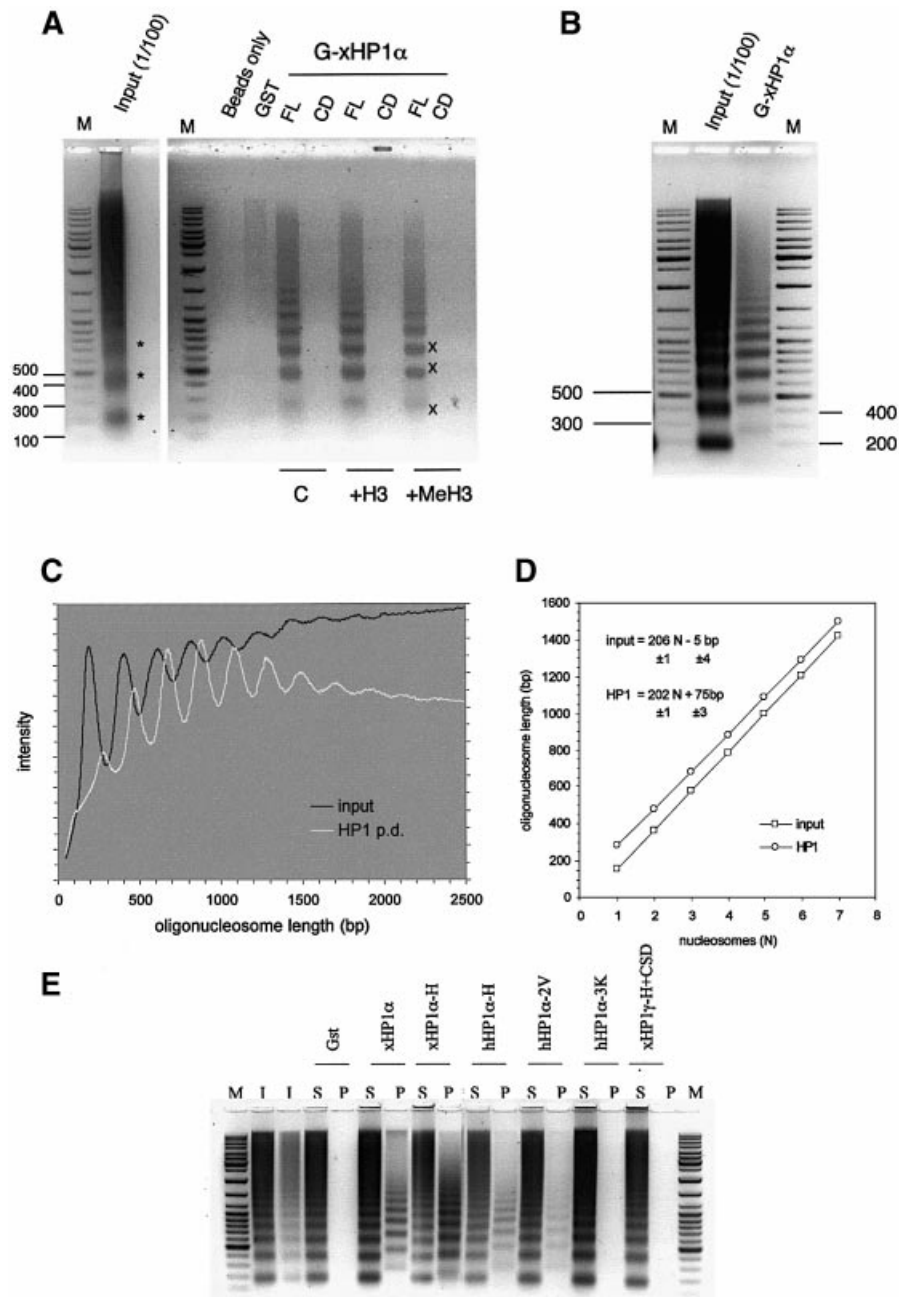 A
B
M
Input (1/100)
M
Beads only
GST
G-xHP1α
FL
CD
FL
CD
FL
CD
*
*
*
X
X
X
500
400
300
100
C
+H3
+MeH3
M
Input (1/100)
G-xHP1α
M
500
300
400
200
C
intensity
input
HP1 p.d.
0
500
1000
1500
2000
2500
oligonucleosome length (bp)
D
oligonucleosome length (bp)
1600
1400
1200
1000
800
600
400
200
0
input = 206 N - 5 bp
±1 ±4
HP1 = 202 N + 75bp
±1 ±3
input
HP1
0 1 2 3 4 5 6 7 8
nucleosomes (N)
E
Gst
xHP1α
xHP1α-H
hHP1α-H
hHP1α-2V
hHP1α-3K
xHP1γ-H+CSD
M I I S P S P S P S P S P S P S P M